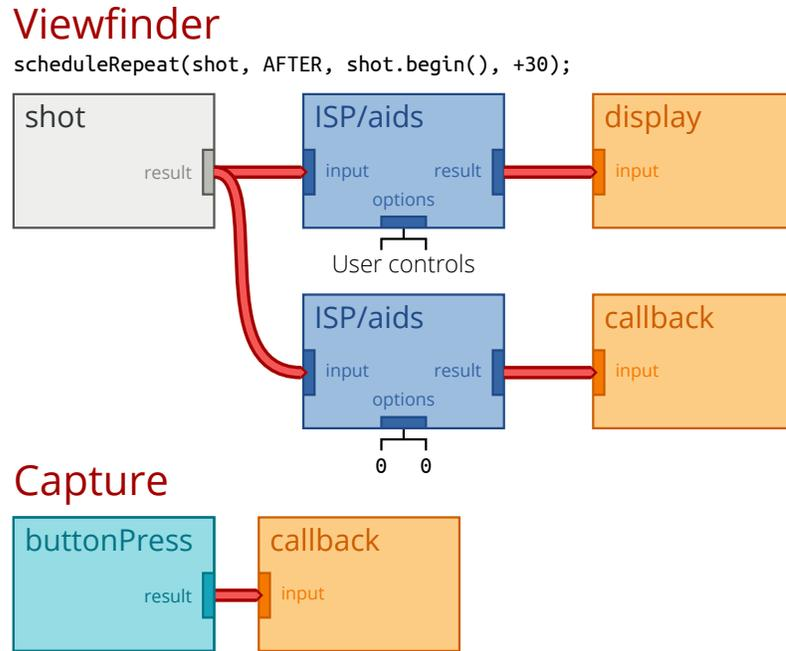 Viewfinder
scheduleRepeat(shot, AFTER, shot.begin(), +30);
shot
result
ISP/aids
input
result
options
User controls
display
input
ISP/aids
input
result
options
0 0
callback
input
Capture
buttonPress
result
callback
input